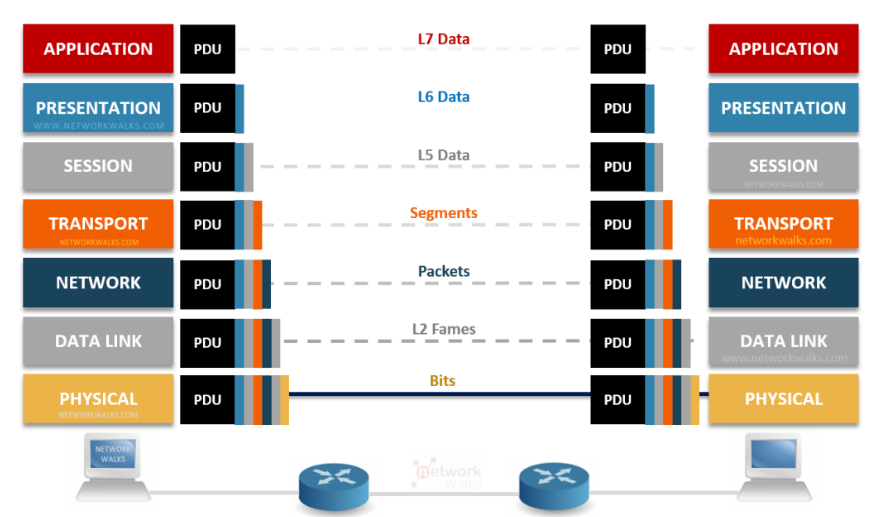 APPLICATION PDU L7 Data PDU APPLICATION
PRESENTATION PDU L6 Data PDU PRESENTATION
WWW.NETWORKWALKS.COM
SESSION PDU L5 Data PDU SESSION
NETWORKWALKS.COM
TRANSPORT PDU Segments PDU TRANSPORT
NETWORKWALKS.COM networkwalks.com
NETWORK PDU Packets PDU NETWORK
DATA LINK PDU L2 Fames PDU DATA LINK
www.networkwalks.com
PHYSICAL PDU Bits PDU PHYSICAL
NETWORKWALKS.COM
NETWORK
WALKS
network
Walks